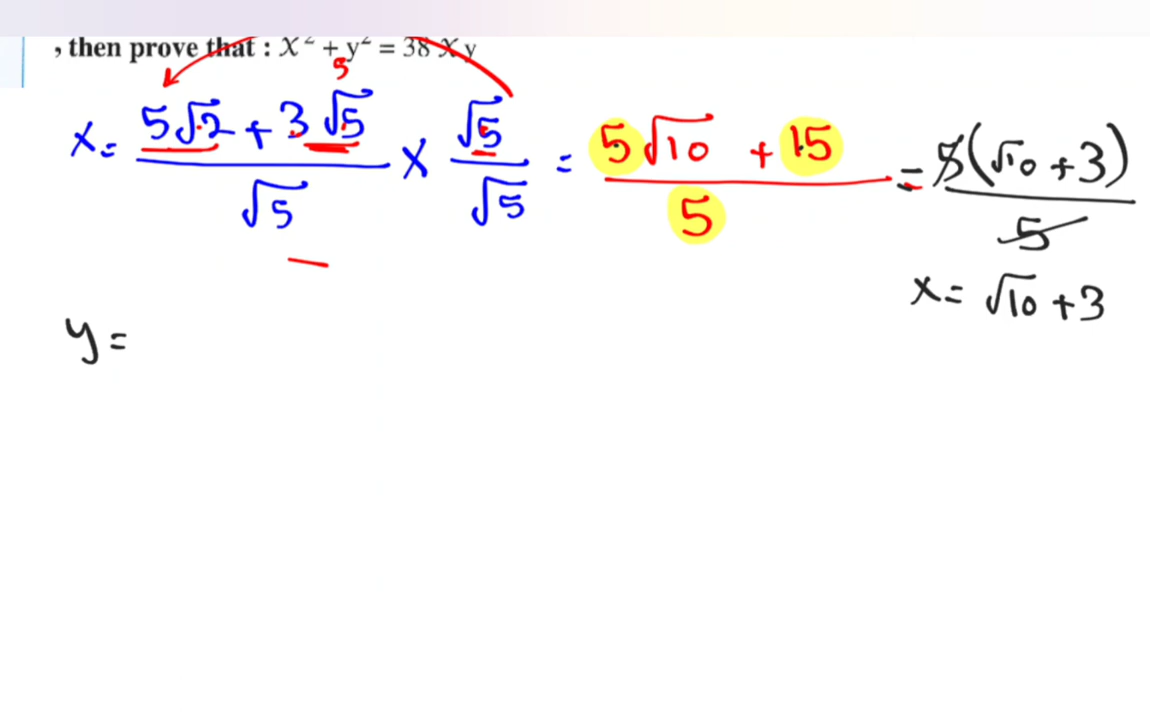 , then prove that : X² + y² = 38 X y
5
x = (5√2 + 3√5)/√5 × √5/√5 = (5√10 + 15)/5 = 5(√10 + 3)/5
x = √10 + 3
y =